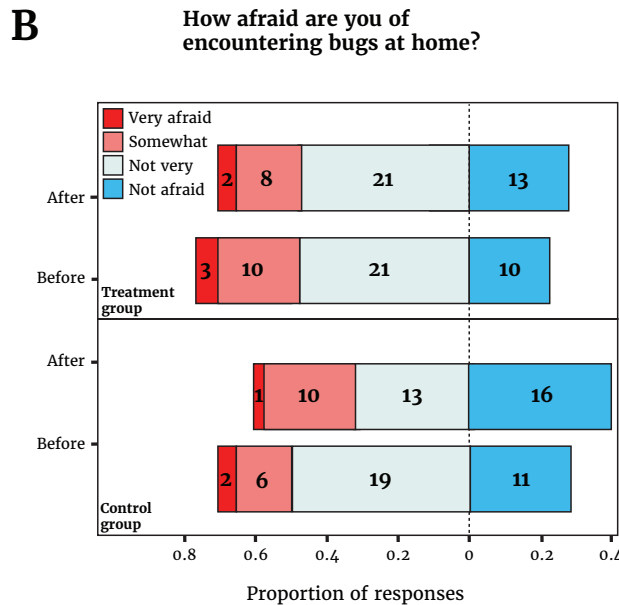 B
How afraid are you of
encountering bugs at home?
Very afraid
Somewhat
Not very
Not afraid
After
2 8 21 13
Before
3 10 21 10
Treatment
group
After
1 10 13 16
Before
2 6 19 11
Control
group
0.8 0.6 0.4 0.2 0 0.2 0.4
Proportion of responses